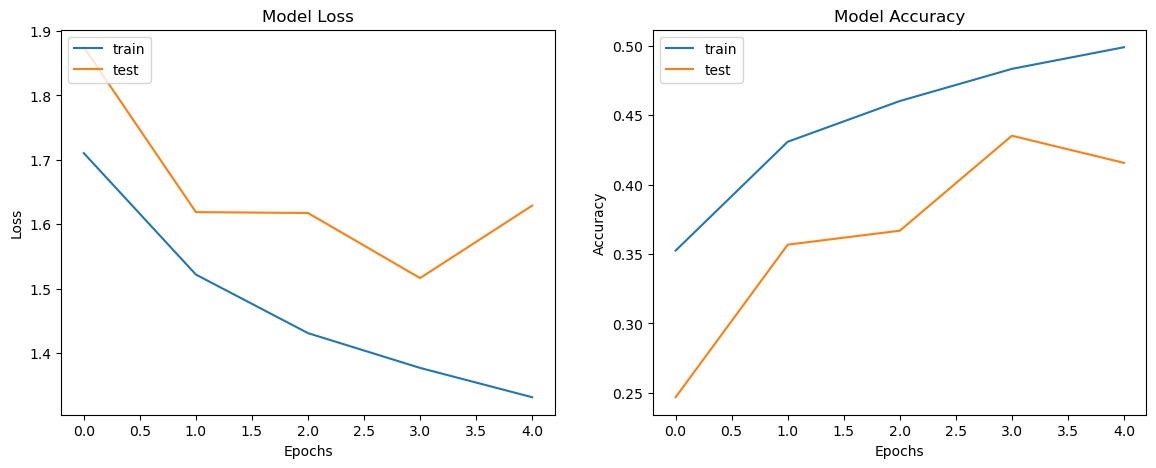 Model Loss
train
test
1.9
1.8
1.7
1.6
1.5
1.4
Loss
0.0 0.5 1.0 1.5 2.0 2.5 3.0 3.5 4.0
Epochs
Model Accuracy
train
test
0.50
0.45
0.40
0.35
0.30
0.25
Accuracy
0.0 0.5 1.0 1.5 2.0 2.5 3.0 3.5 4.0
Epochs